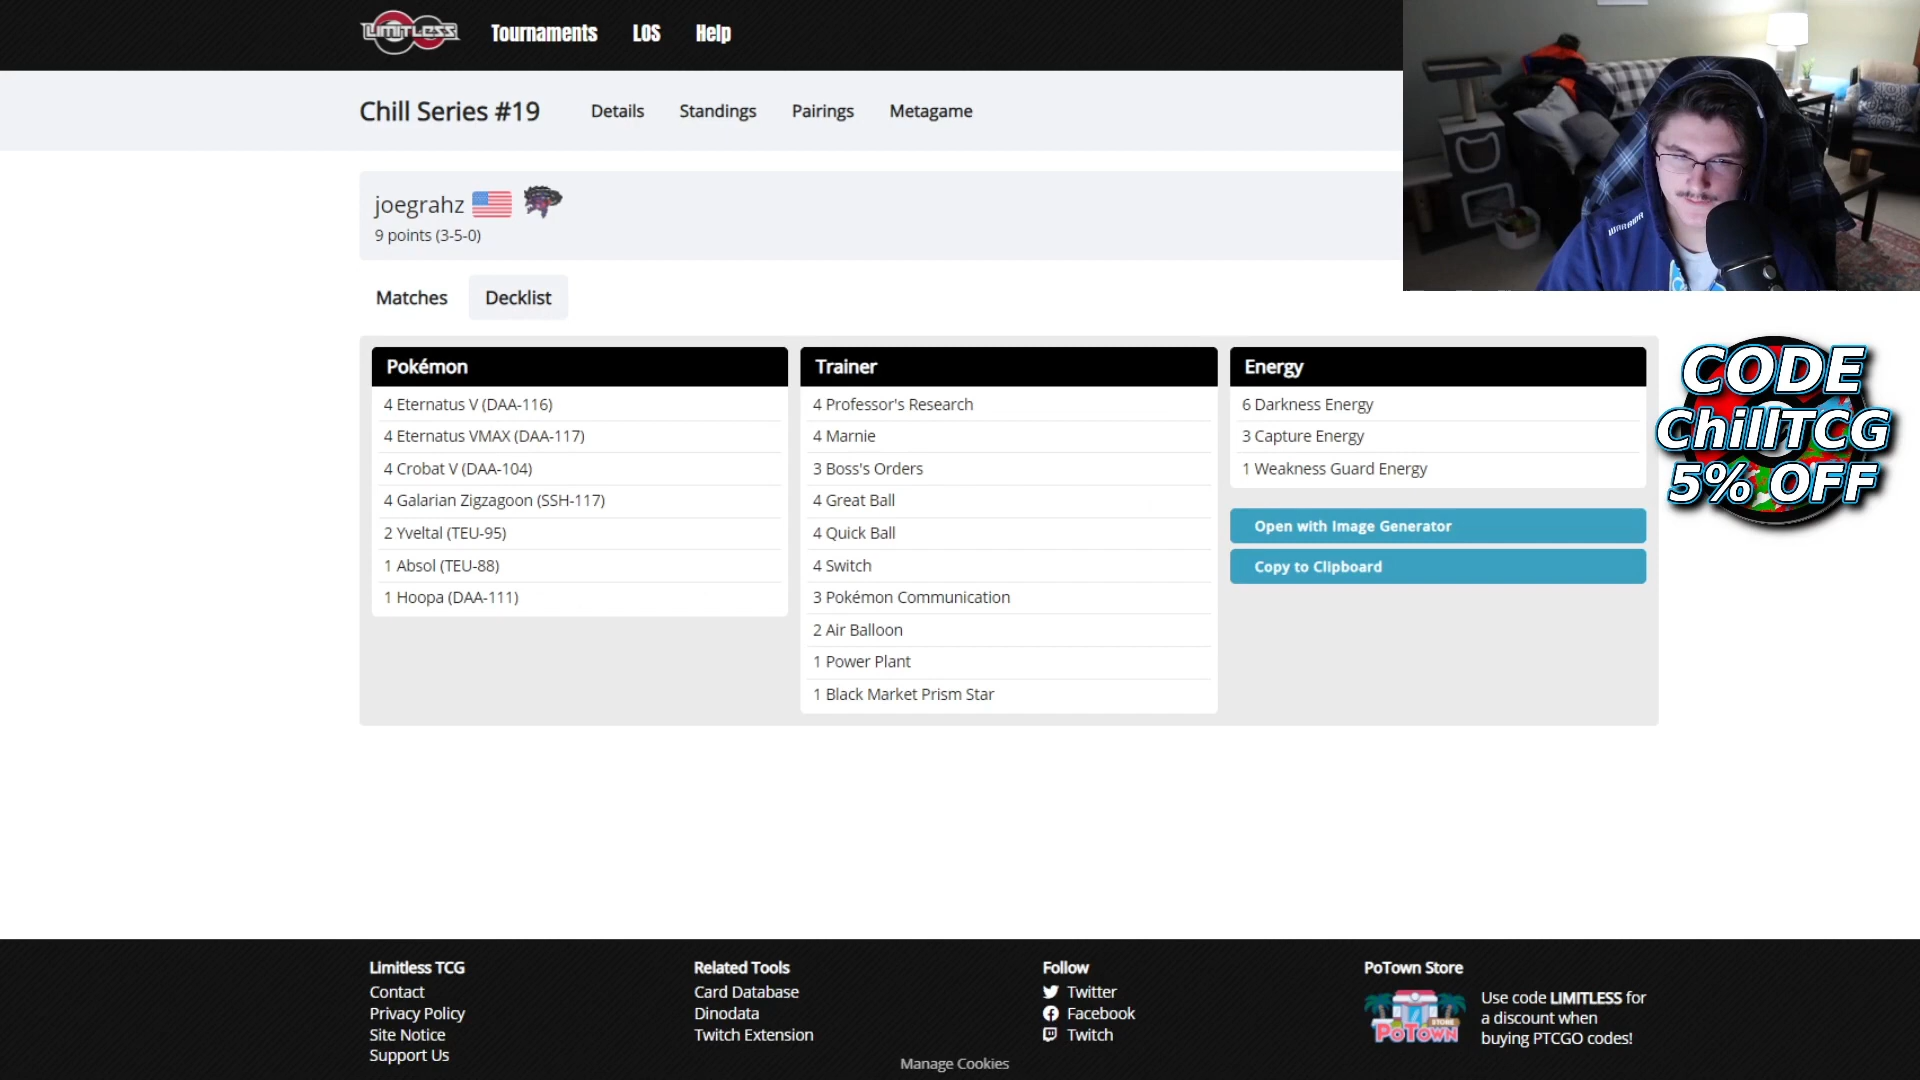 LIMITLESS
Tournaments LOS Help
Chill Series #19 Details Standings Pairings Metagame
joegrahz
9 points (3-5-0)
Matches Decklist
Pokémon
4 Eternatus V (DAA-116)
4 Eternatus VMAX (DAA-117)
4 Crobat V (DAA-104)
4 Galarian Zigzagoon (SSH-117)
2 Yveltal (TEU-95)
1 Absol (TEU-88)
1 Hoopa (DAA-111)
Trainer
4 Professor's Research
4 Marnie
3 Boss's Orders
4 Great Ball
4 Quick Ball
4 Switch
3 Pokémon Communication
2 Air Balloon
1 Power Plant
1 Black Market Prism Star
Energy
6 Darkness Energy
3 Capture Energy
1 Weakness Guard Energy
Open with Image Generator
Copy to Clipboard
WARRIOR
CODE
ChillTCG
5% OFF
Limitless TCG
Contact
Privacy Policy
Site Notice
Support Us
Related Tools
Card Database
Dinodata
Twitch Extension
Follow
Twitter
Facebook
Twitch
PoTown Store
POTOWN
STORE
Use code LIMITLESS for
a discount when
buying PTCGO codes!
Manage Cookies